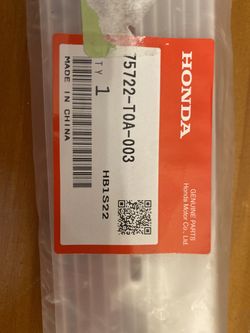 HONDA
GENUINE PARTS
Honda Motor Co., Ltd.
75722-T0A-003
TY 1
HB1S22
MADE IN CHINA